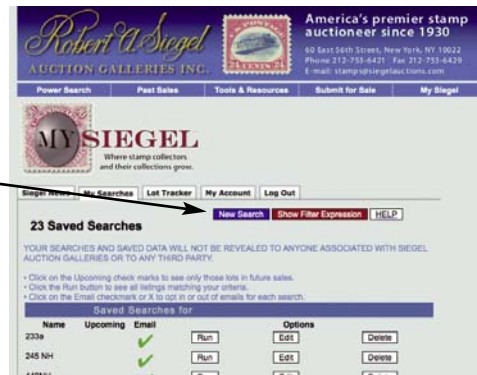 Robert A. Siegel
AUCTION GALLERIES INC.
U.S. POSTAGE
24 CENTS 24
America's premier stamp
auctioneer since 1930
60 East 56th Street, New York, NY 10022
Phone 212-753-6421 Fax 212-753-6429
E-mail: stamps@siegelauctions.com
Power Search Past Sales Tools & Resources Submit for Sale My Siegel
MY SIEGEL
Where stamp collectors
and their collections grow.
Siegel News My Searches Lot Tracker My Account Log Out
New Search Show Filter Expression HELP
23 Saved Searches
YOUR SEARCHES AND SAVED DATA WILL NOT BE REVEALED TO ANYONE ASSOCIATED WITH SIEGEL
AUCTION GALLERIES OR TO ANY THIRD PARTY.
• Click on the Upcoming check marks to see only those lots in future sales.
• Click the Run button to see all listings matching your criteria.
• Click on the Email checkmark or X to opt in or out of emails for each search.
Saved Searches for
Name Upcoming Email Options
233a Run Edit Delete
245 NH Run Edit Delete
Run Edit Delete